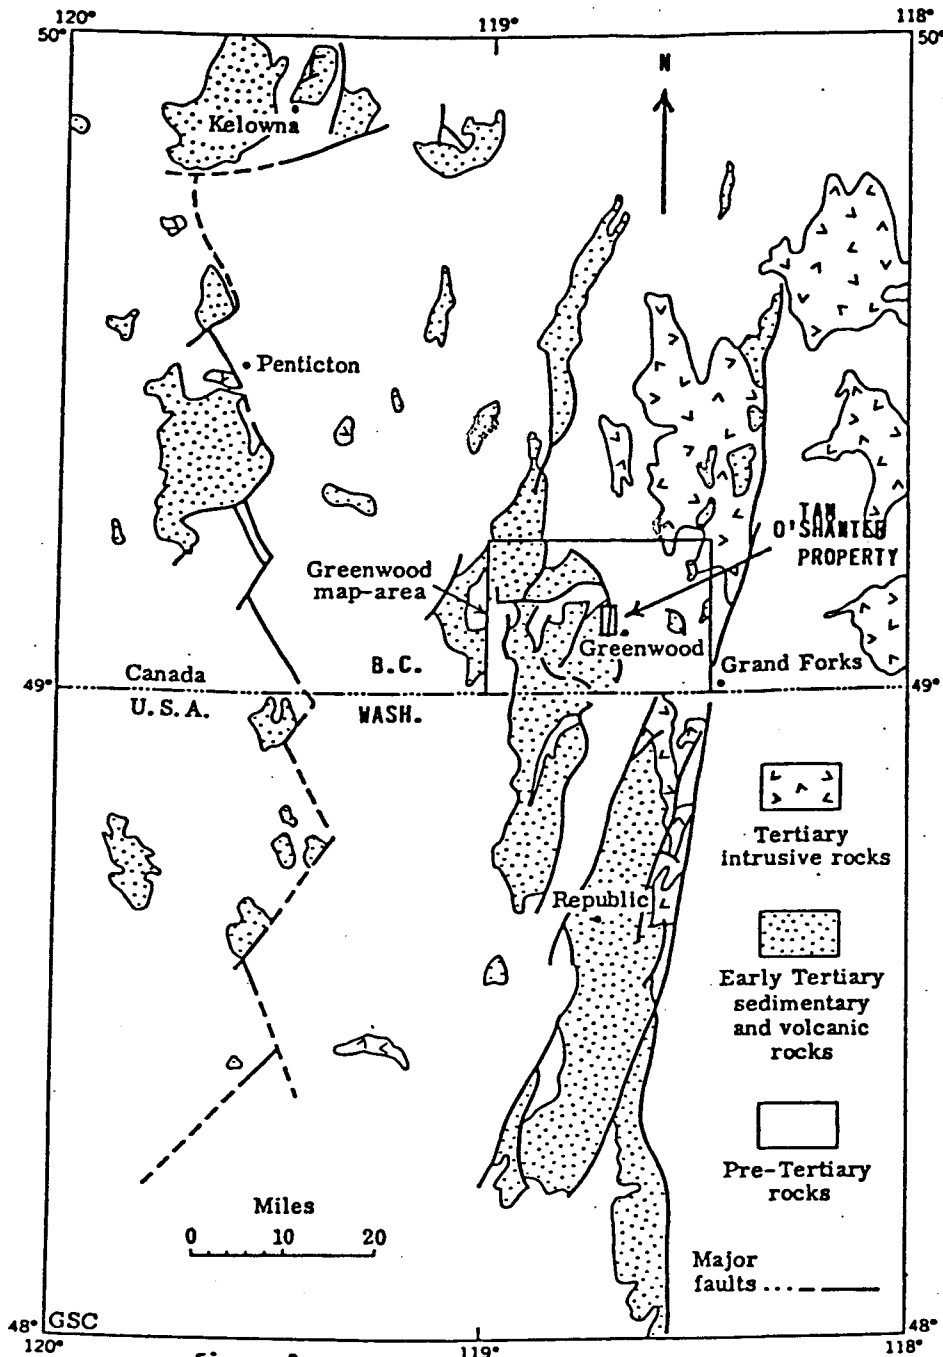 120°
119°
118°
50°
50°
N
Kelowna
Penticton
TAM
O'SHANTER
PROPERTY
Greenwood
map-area
Greenwood
B.C.
Grand Forks
Canada
49°
49°
U.S.A.
WASH.
Tertiary
intrusive rocks
Republic
Early Tertiary
sedimentary
and volcanic
rocks
Pre-Tertiary
rocks
Miles
0 10 20
Major
faults...
GSC
48°
48°
120°
119°
118°